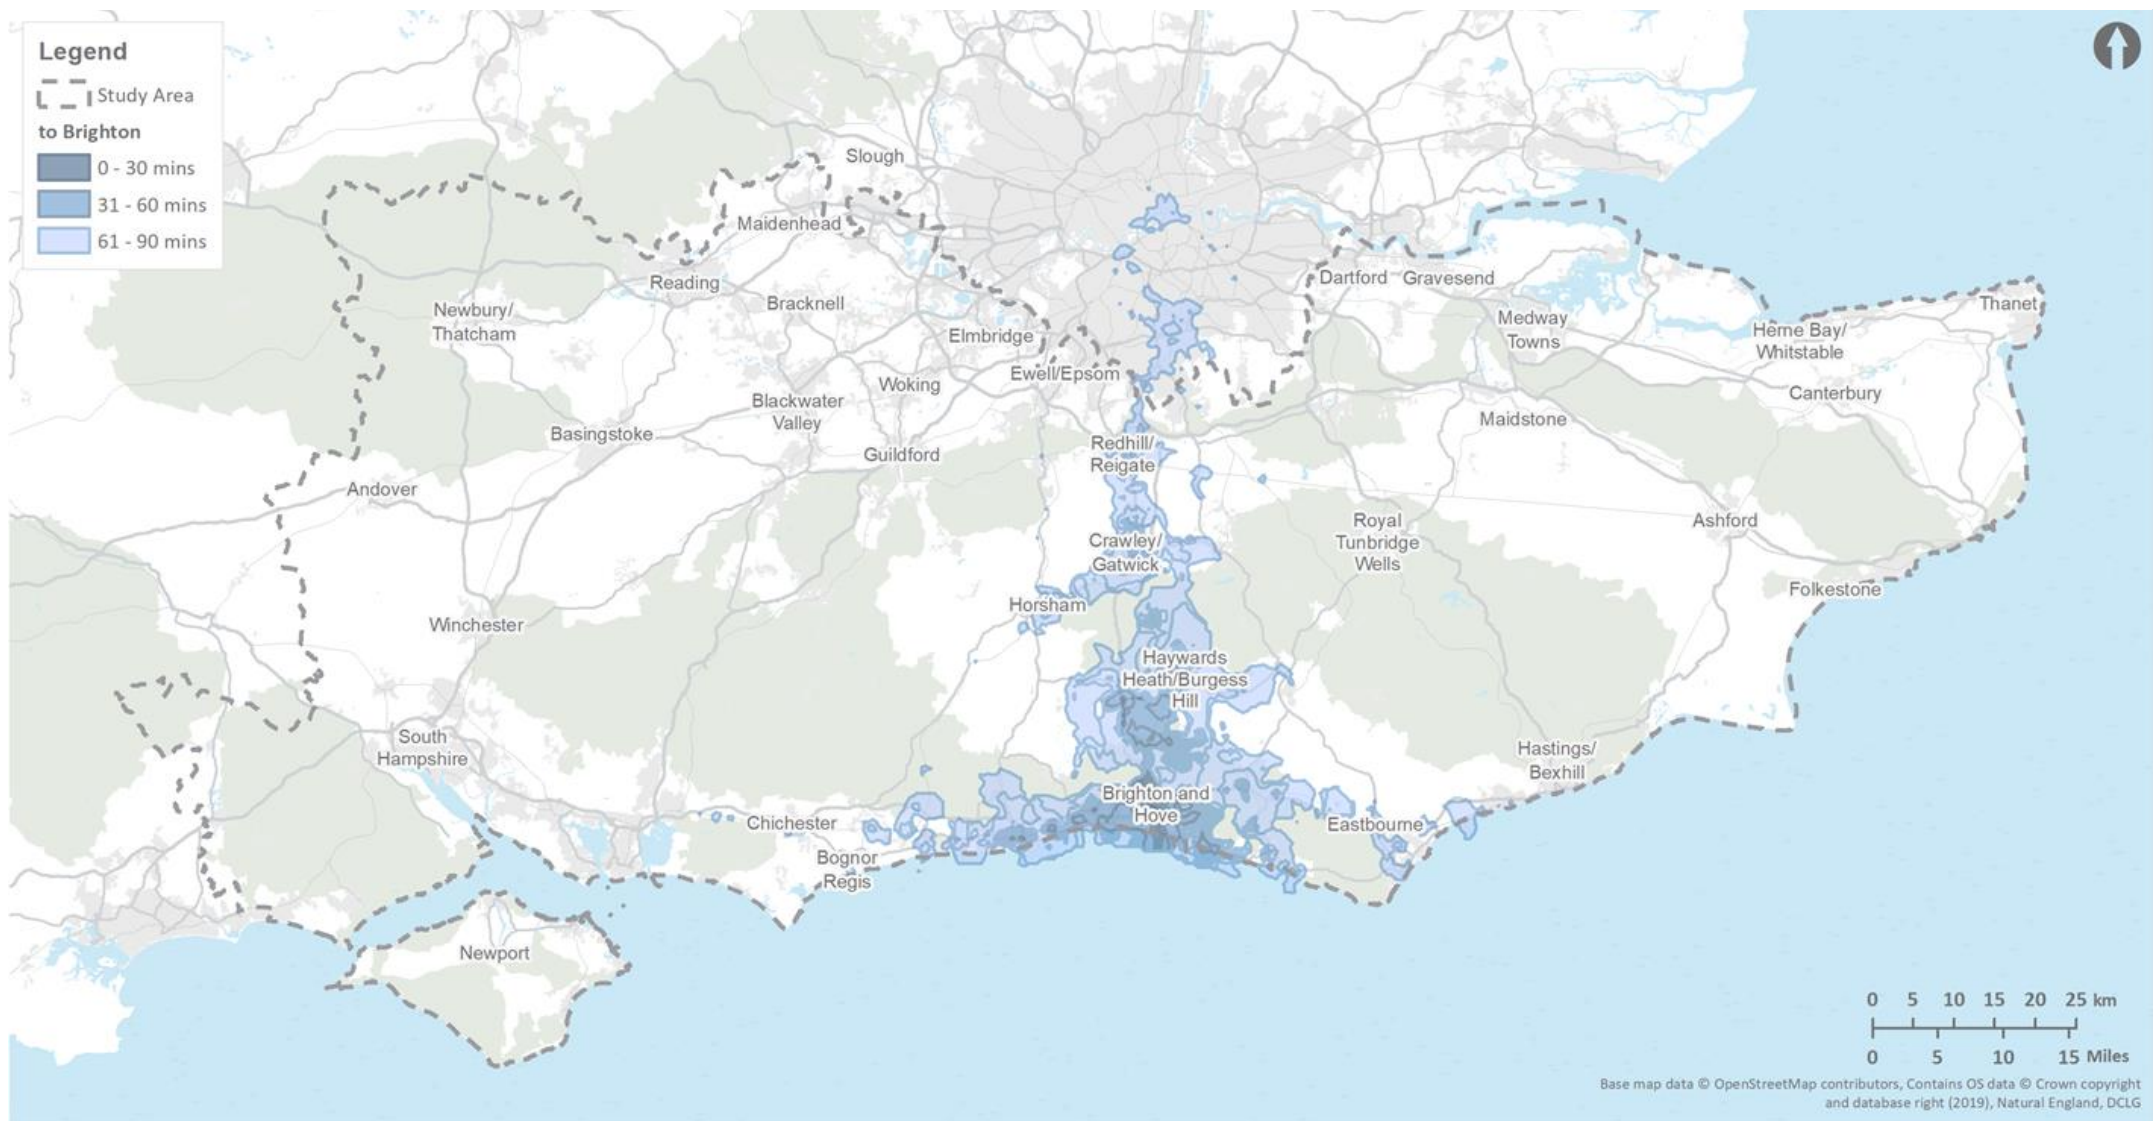 Legend
Study Area
to Brighton
0 - 30 mins
31 - 60 mins
61 - 90 mins
Slough
Maidenhead
Reading
Bracknell
Newbury/
Thatcham
Elmbridge
Ewell/Epsom
Woking
Blackwater
Valley
Basingstoke
Guildford
Andover
Winchester
South
Hampshire
Newport
Chichester
Bognor
Regis
Redhill/
Reigate
Crawley/
Gatwick
Horsham
Haywards
Heath/Burgess
Hill
Brighton and
Hove
Eastbourne
Hastings/
Bexhill
Royal
Tunbridge
Wells
Dartford
Gravesend
Medway
Towns
Maidstone
Herne Bay/
Whitstable
Thanet
Canterbury
Ashford
Folkestone
0 5 10 15 20 25 km
0 5 10 15 Miles
Base map data © OpenStreetMap contributors, Contains OS data © Crown copyright
and database right (2019), Natural England, DCLG